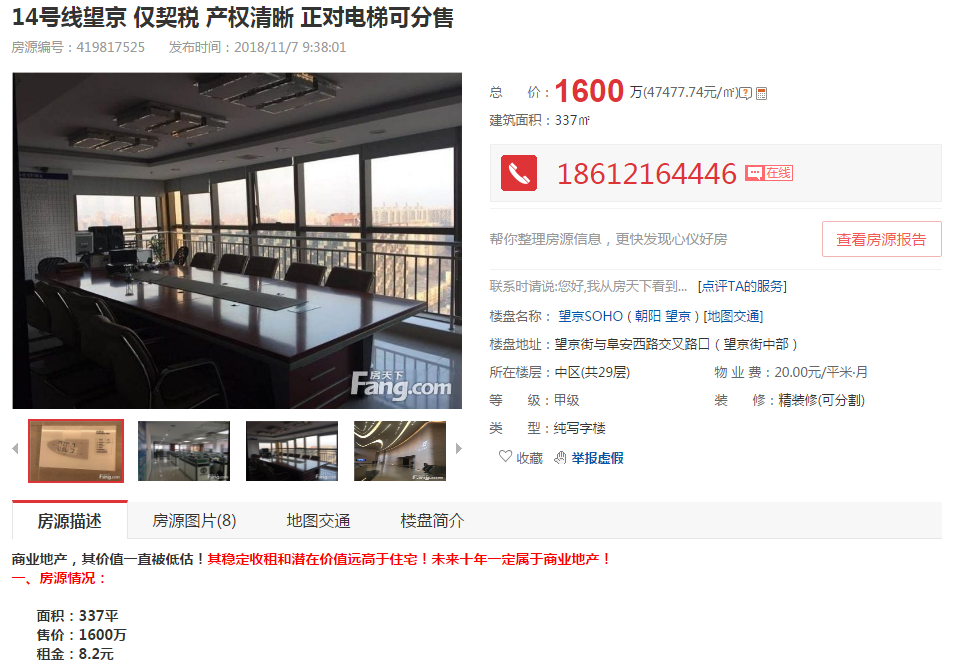 14号线望京 仅契税 产权清晰 正对电梯可分售
房源编号：419817525 发布时间：2018/11/7 9:38:01
总 价：1600 万(47477.74元/㎡)
建筑面积：337㎡
18612164446 在线
帮你整理房源信息，更快发现心仪好房 查看房源报告
联系时请说:您好,我从房天下看到... [点评TA的服务]
楼盘名称： 望京SOHO ( 朝阳 望京 ) [地图交通]
楼盘地址：望京街与阜安西路交叉路口（望京街中部）
所在楼层：中区(共29层) 物 业 费：20.00元/平米·月
等 级：甲级 装 修：精装修(可分割)
类 型：纯写字楼
收藏 举报虚假
房天下
Fang.com
房源描述 房源图片(8) 地图交通 楼盘简介
商业地产，其价值一直被低估！其稳定收租和潜在价值远高于住宅！未来十年一定属于商业地产！
一、房源情况：
面积：337平
售价：1600万
租金：8.2元